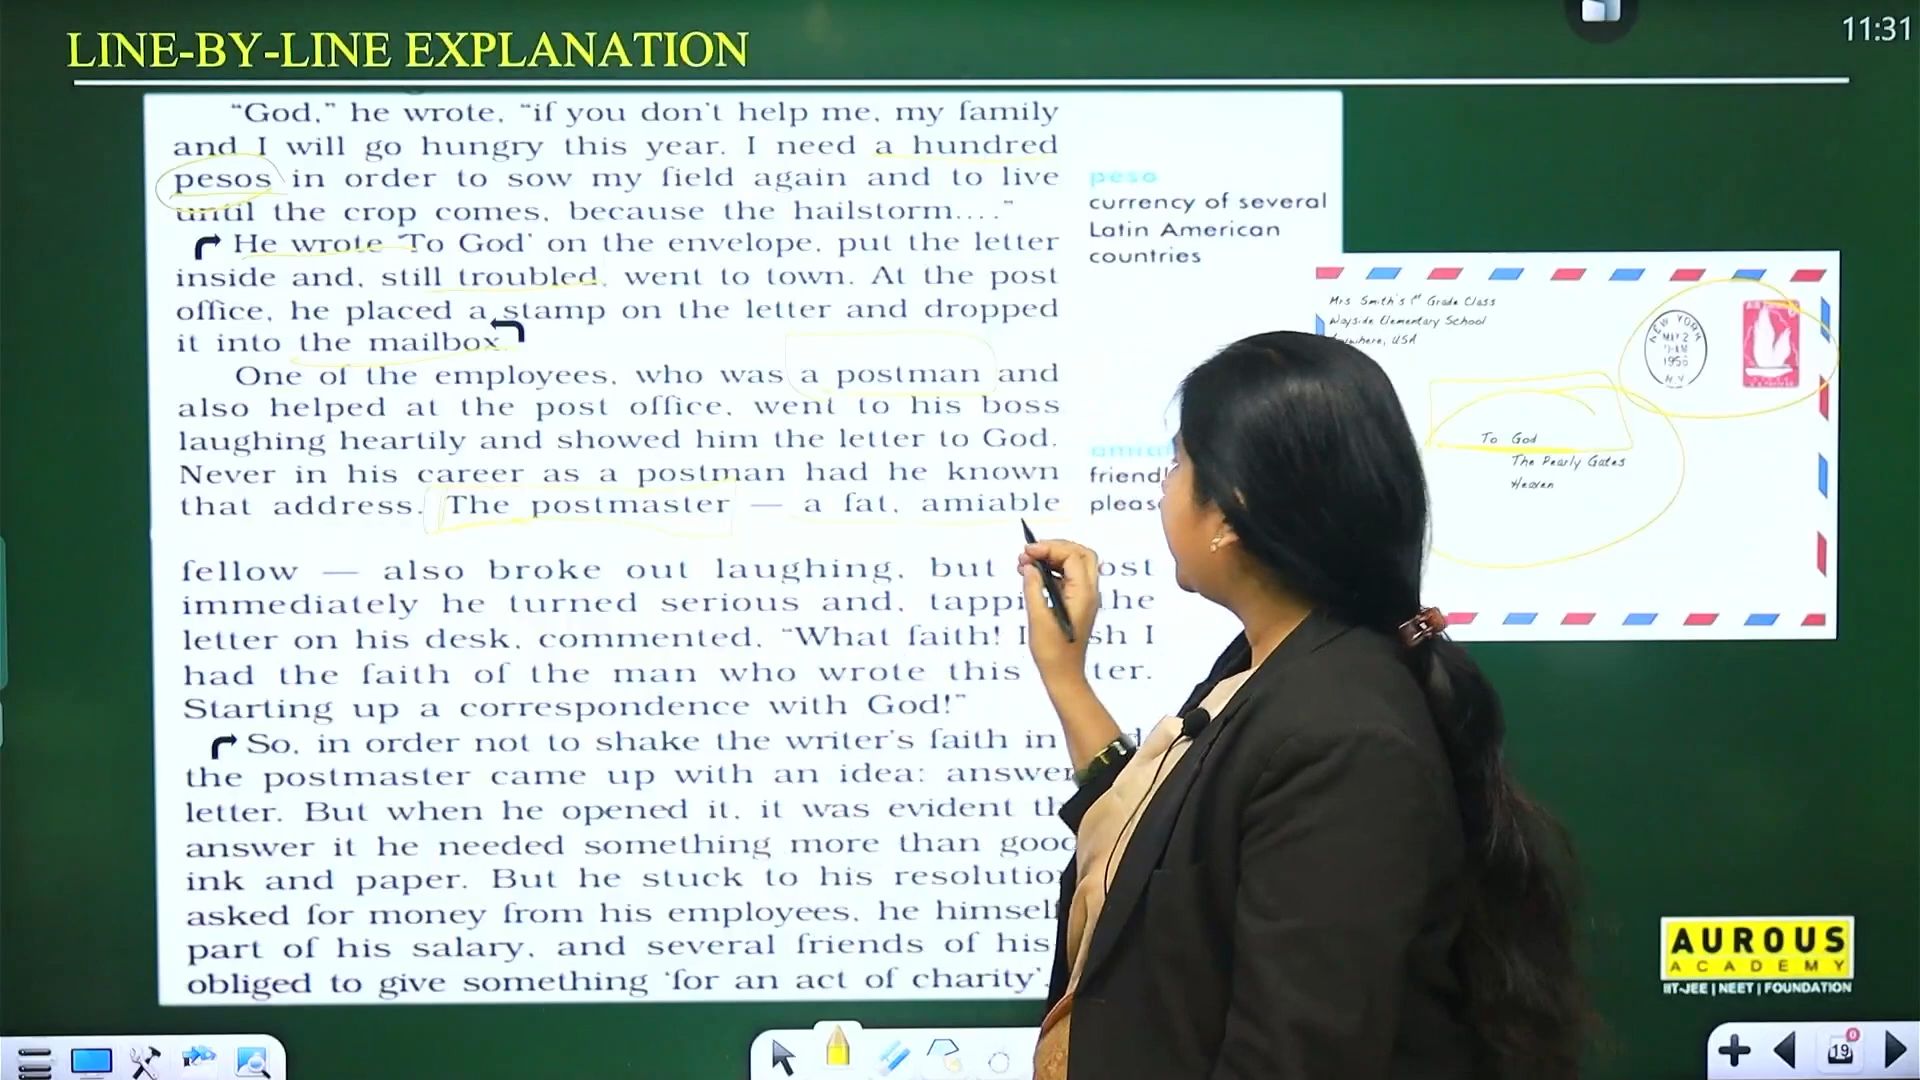 LINE-BY-LINE EXPLANATION
11:31
“God,” he wrote, “if you don’t help me, my family
and I will go hungry this year. I need a hundred
pesos in order to sow my field again and to live
until the crop comes, because the hailstorm....”
He wrote ‘To God’ on the envelope, put the letter
inside and, still troubled, went to town. At the post
office, he placed a stamp on the letter and dropped
it into the mailbox.
One of the employees, who was a postman and
also helped at the post office, went to his boss
laughing heartily and showed him the letter to God.
Never in his career as a postman had he known
that address. The postmaster — a fat, amiable
fellow — also broke out laughing, but
immediately he turned serious and, the
letter on his desk, commented, “What faith! I I
had the faith of the man who wrote this
Starting up a correspondence with God!”
So, in order not to shake the writer’s faith in
the postmaster came up with an idea: answer
letter. But when he opened it, it was evident
answer it he needed something more than
ink and paper. But he stuck to his
asked for money from his employees, he
part of his salary, and several friends of his
obliged to give something ‘for an act of charity’.
peso
currency of several
Latin American
countries
Mrs Smith's 1st Grade Class
Wayside Elementary School
USA
NEW YORK
MAY 2
1956
N.Y.
To God
The Pearly Gates
Heaven
AUROUS
ACADEMY
IIT-JEE | NEET | FOUNDATION
0
19